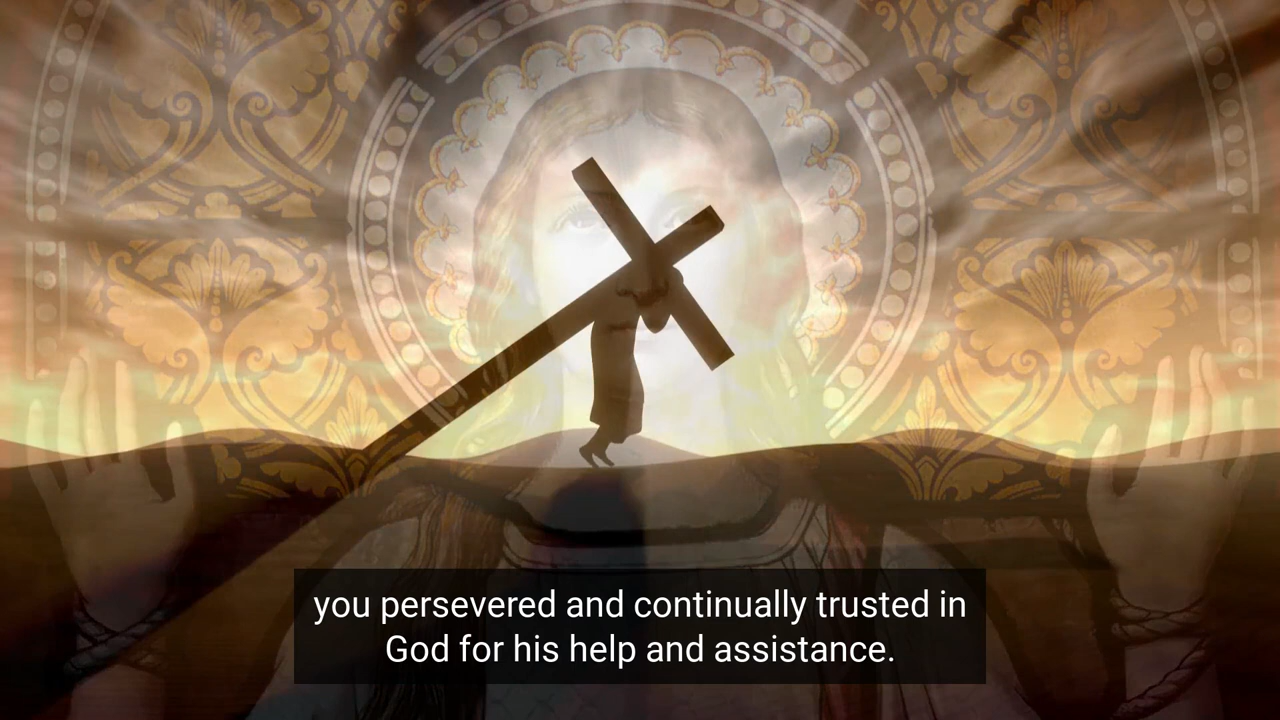 you persevered and continually trusted in
God for his help and assistance.